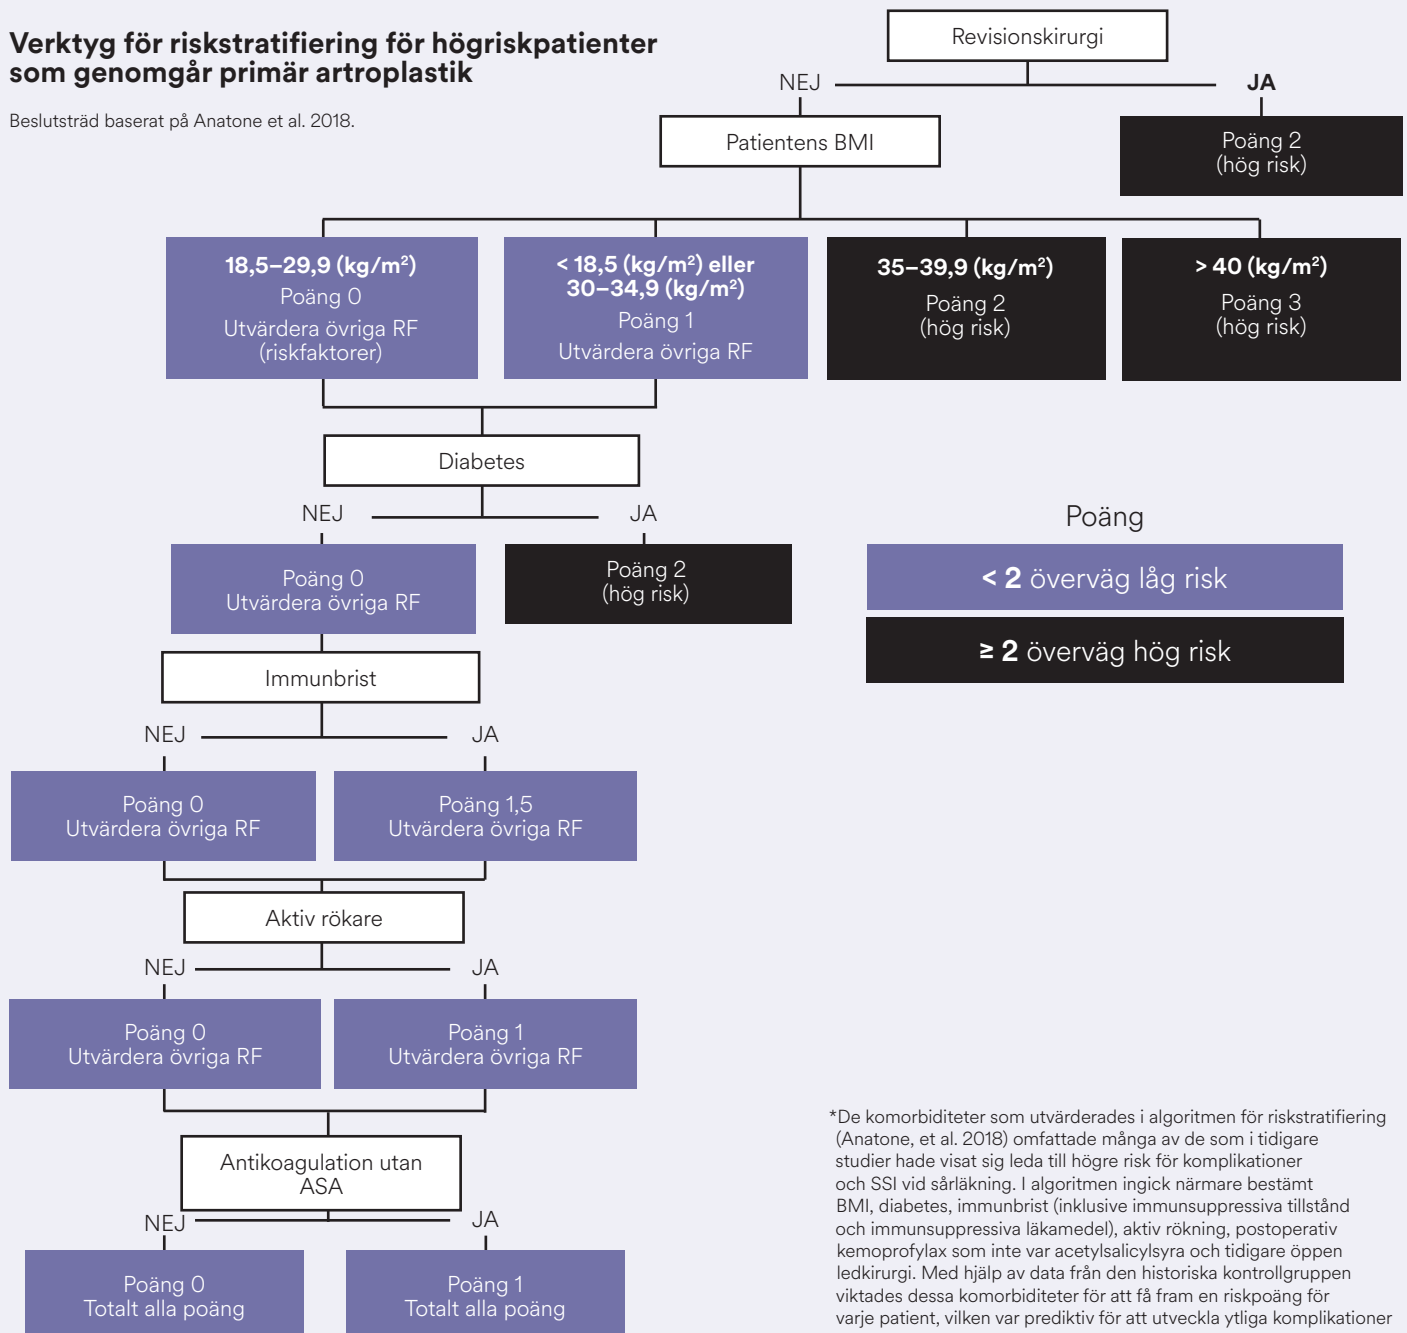 Verktyg för riskstratifiering för högriskpatienter
som genomgår primär artroplastik
Beslutsträd baserat på Anatone et al. 2018.
Revisionskirurgi
NEJ
JA
Patientens BMI
Poäng 2
(hög risk)
18,5–29,9 (kg/m²)
Poäng 0
Utvärdera övriga RF
(riskfaktorer)
< 18,5 (kg/m²) eller
30–34,9 (kg/m²)
Poäng 1
Utvärdera övriga RF
35–39,9 (kg/m²)
Poäng 2
(hög risk)
> 40 (kg/m²)
Poäng 3
(hög risk)
Diabetes
NEJ
JA
Poäng 0
Utvärdera övriga RF
Poäng 2
(hög risk)
Poäng
< 2 överväg låg risk
≥ 2 överväg hög risk
Immunbrist
NEJ
JA
Poäng 0
Utvärdera övriga RF
Poäng 1,5
Utvärdera övriga RF
Aktiv rökare
NEJ
JA
Poäng 0
Utvärdera övriga RF
Poäng 1
Utvärdera övriga RF
Antikoagulation utan
ASA
NEJ
JA
Poäng 0
Totalt alla poäng
Poäng 1
Totalt alla poäng
*De komorbiditeter som utvärderades i algoritmen för riskstratifiering
(Anatone, et al. 2018) omfattade många av de som i tidigare
studier hade visat sig leda till högre risk för komplikationer
och SSI vid sårläkning. I algoritmen ingick närmare bestämt
BMI, diabetes, immunbrist (inklusive immunsuppressiva tillstånd
och immunsuppressiva läkamedel), aktiv rökning, postoperativ
kemoprofylax som inte var acetylsalicylsyra och tidigare öppen
ledkirurgi. Med hjälp av data från den historiska kontrollgruppen
viktades dessa komorbiditeter för att få fram en riskpoäng för
varje patient, vilken var prediktiv för att utveckla ytliga komplikationer